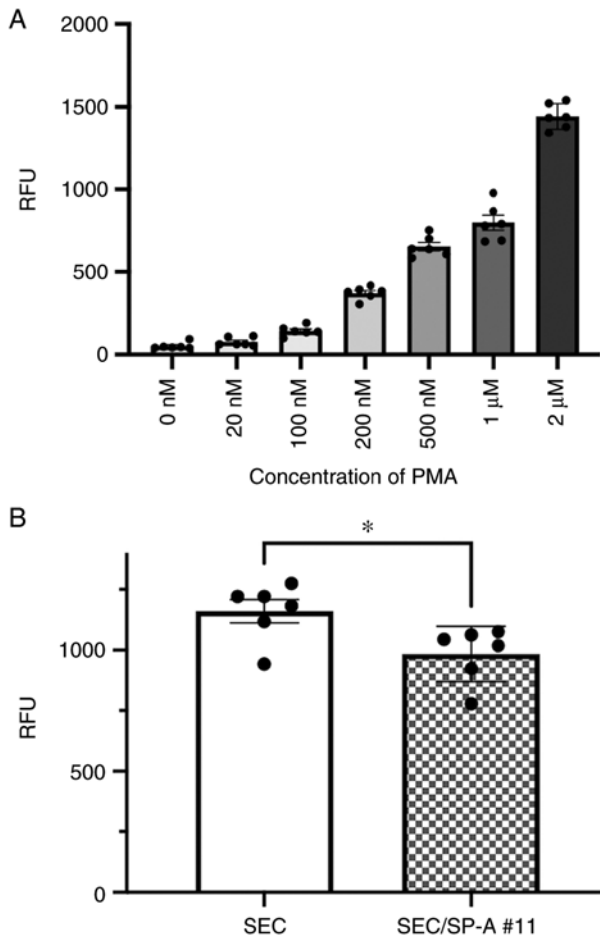 A
2000
1500
1000
500
0
RFU
0 nM
20 nM
100 nM
200 nM
500 nM
1 μM
2 μM
Concentration of PMA
B
*
1000
500
0
RFU
SEC
SEC/SP-A #11